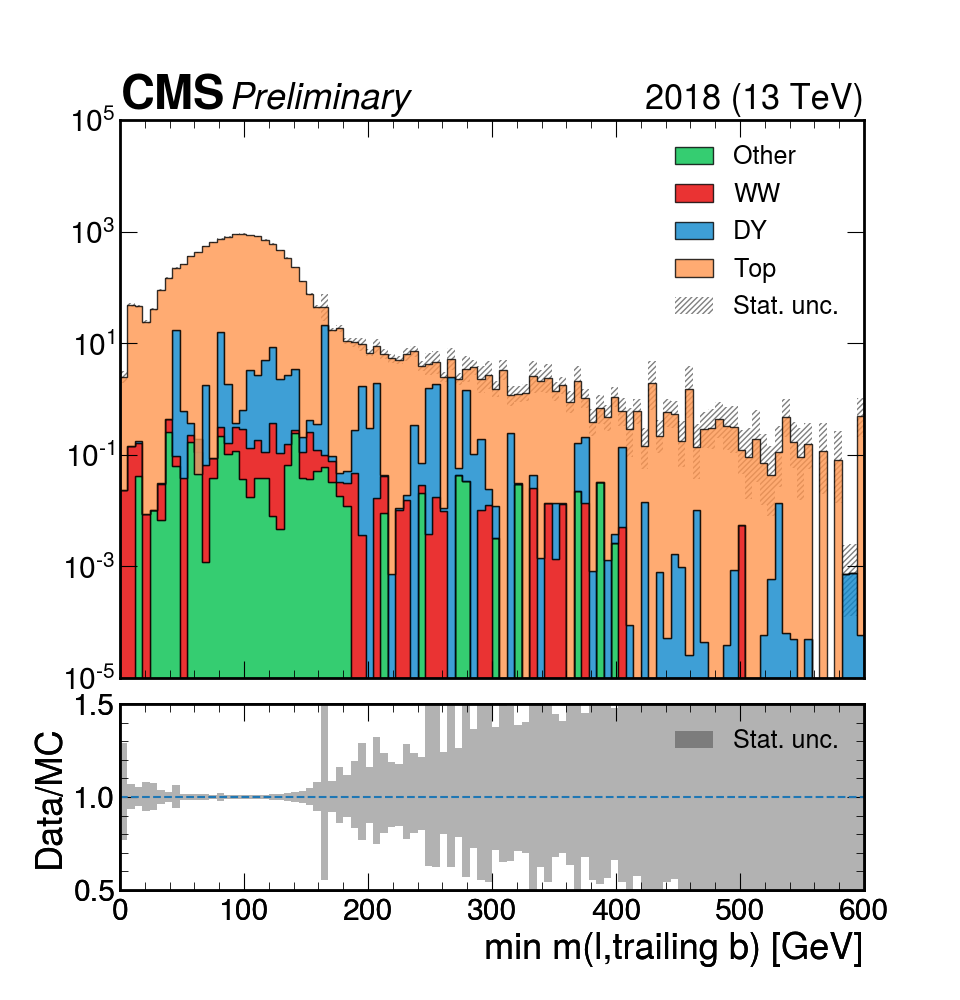 CMS Preliminary 2018 (13 TeV)
10^5
Other
WW
10^3
DY
Top
Stat. unc.
10^1
10^-1
10^-3
10^-5
1.5
Stat. unc.
1.0
Data/MC
0.5
0 100 200 300 400 500 600
min m(l,trailing b) [GeV]